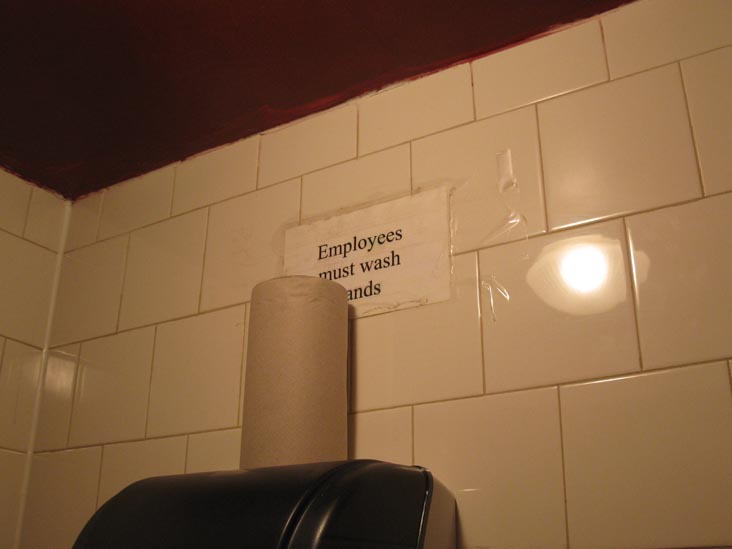 Employees
must wash
ands